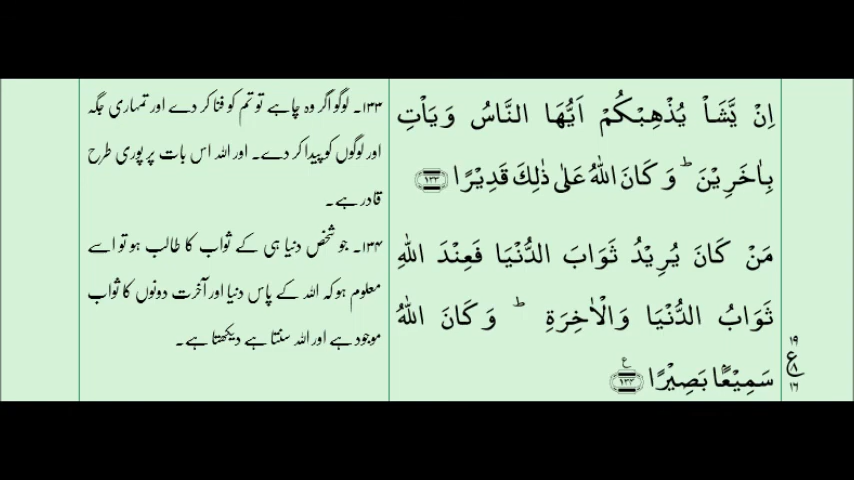 اِنْ يَّشَاْ يُذْهِبْكُمْ اَيُّهَا النَّاسُ وَيَاْتِ
بِاٰخَرِيْنَ ؕ وَ كَانَ اللّٰهُ عَلٰى ذٰلِكَ قَدِيْرًا ۝۱۳۳
مَنْ كَانَ يُرِيْدُ ثَوَابَ الدُّنْيَا فَعِنْدَ اللّٰهِ
ثَوَابُ الدُّنْيَا وَالْاٰخِرَةِ ؕ وَ كَانَ اللّٰهُ
سَمِيْعًۢا بَصِيْرًا ۝۱۳۴ ع
۱۹
ع ۸
۱۶
۱۳۳۔ لوگو اگر وہ چاہے تو تم کو فنا کر دے اور تمہاری جگہ
اور لوگوں کو پیدا کر دے۔ اور اللہ اس بات پر پوری طرح
قادر ہے۔
۱۳۴۔ جو شخص دنیا ہی کے ثواب کا طالب ہو تو اسے
معلوم ہو کہ اللہ کے پاس دنیا اور آخرت دونوں کا ثواب
موجود ہے اور اللہ سنتا ہے دیکھتا ہے۔